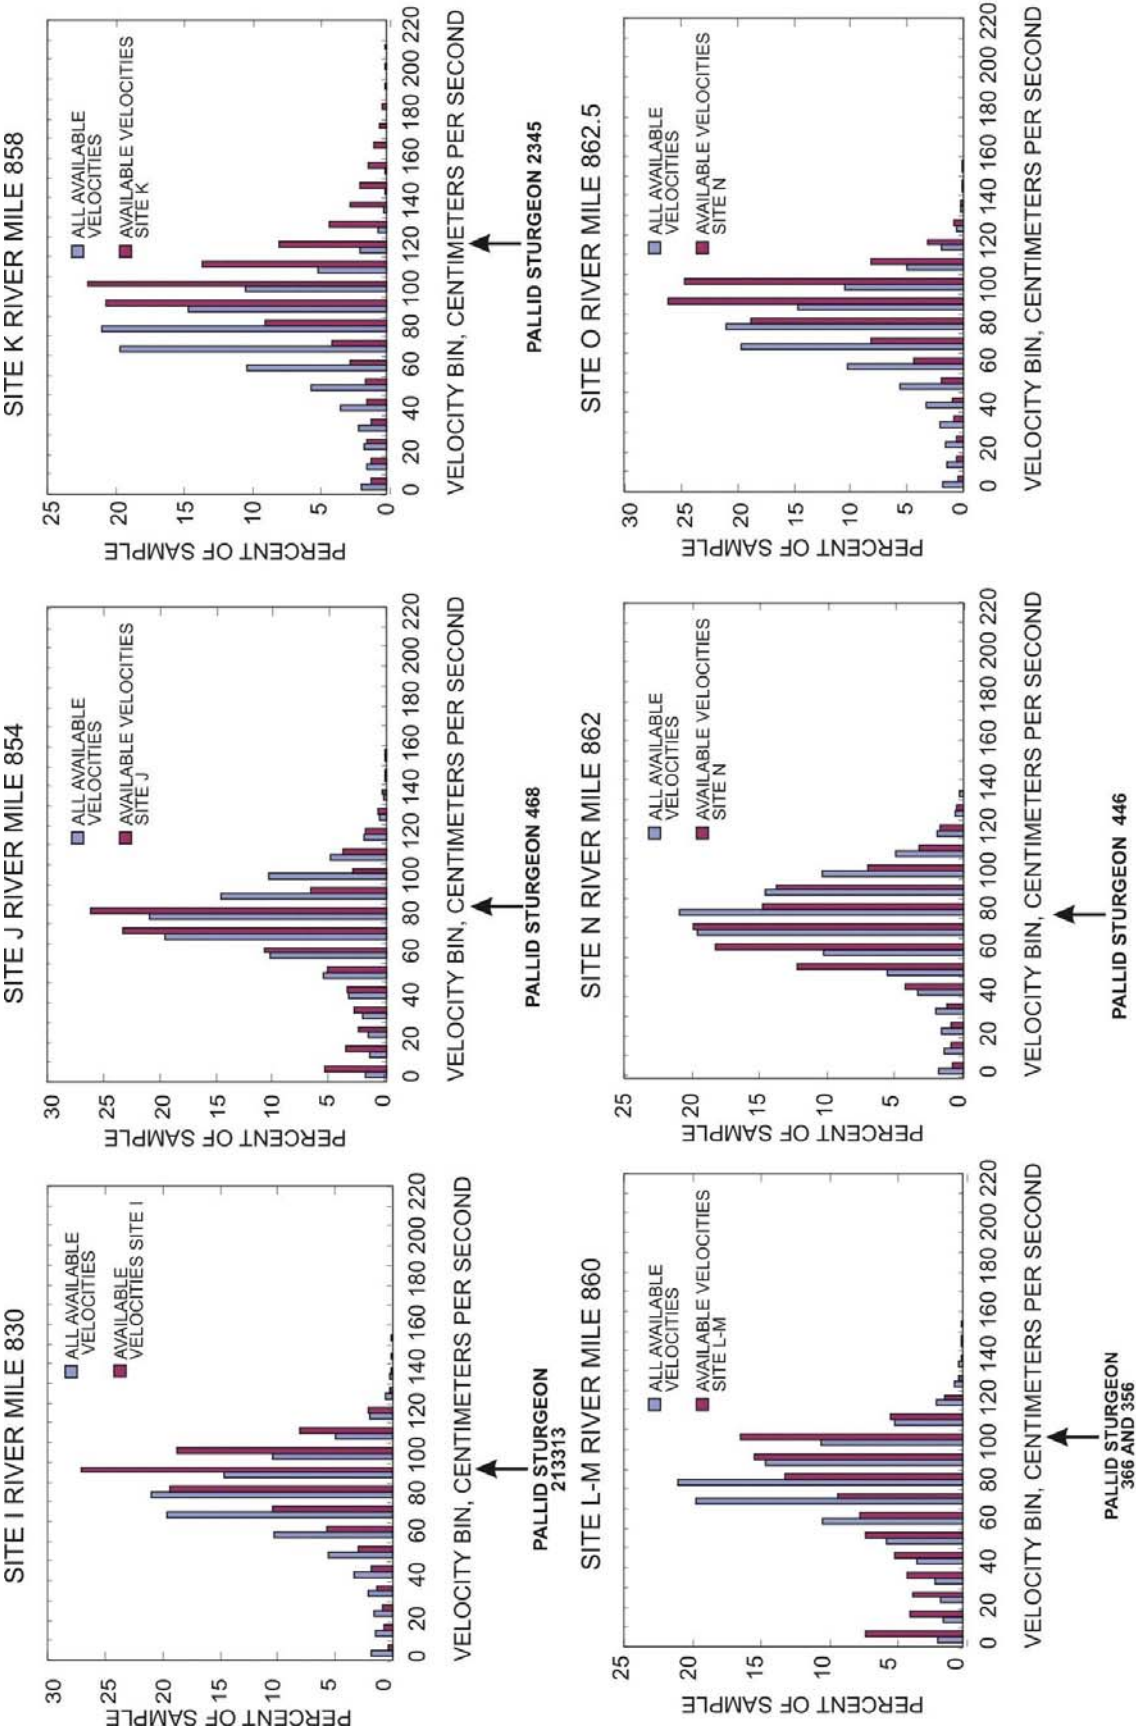 SITE I RIVER MILE 830
ALL AVAILABLE
VELOCITIES
AVAILABLE
VELOCITIES SITE I
PERCENT OF SAMPLE
30
25
20
15
10
5
0
0 20 40 60 80 100 120 140 160 180 200 220
VELOCITY BIN, CENTIMETERS PER SECOND
PALLID STURGEON
213313
SITE J RIVER MILE 854
ALL AVAILABLE
VELOCITIES
AVAILABLE VELOCITIES
SITE J
PERCENT OF SAMPLE
30
25
20
15
10
5
0
0 20 40 60 80 100 120 140 160 180 200 220
VELOCITY BIN, CENTIMETERS PER SECOND
PALLID STURGEON 468
SITE K RIVER MILE 858
ALL AVAILABLE
VELOCITIES
AVAILABLE VELOCITIES
SITE K
PERCENT OF SAMPLE
25
20
15
10
5
0
0 20 40 60 80 100 120 140 160 180 200 220
VELOCITY BIN, CENTIMETERS PER SECOND
PALLID STURGEON 2345
SITE L-M RIVER MILE 860
ALL AVAILABLE
VELOCITIES
AVAILABLE VELOCITIES
SITE L-M
PERCENT OF SAMPLE
25
20
15
10
5
0
0 20 40 60 80 100 120 140 160 180 200 220
VELOCITY BIN, CENTIMETERS PER SECOND
PALLID STURGEON
366 AND 356
SITE N RIVER MILE 862
ALL AVAILABLE
VELOCITIES
AVAILABLE VELOCITIES
SITE N
PERCENT OF SAMPLE
25
20
15
10
5
0
0 20 40 60 80 100 120 140 160 180 200 220
VELOCITY BIN, CENTIMETERS PER SECOND
PALLID STURGEON 446
SITE O RIVER MILE 862.5
ALL AVAILABLE
VELOCITIES
AVAILABLE VELOCITIES
SITE N
PERCENT OF SAMPLE
30
25
20
15
10
5
0
0 20 40 60 80 100 120 140 160 180 200 220
VELOCITY BIN, CENTIMETERS PER SECOND